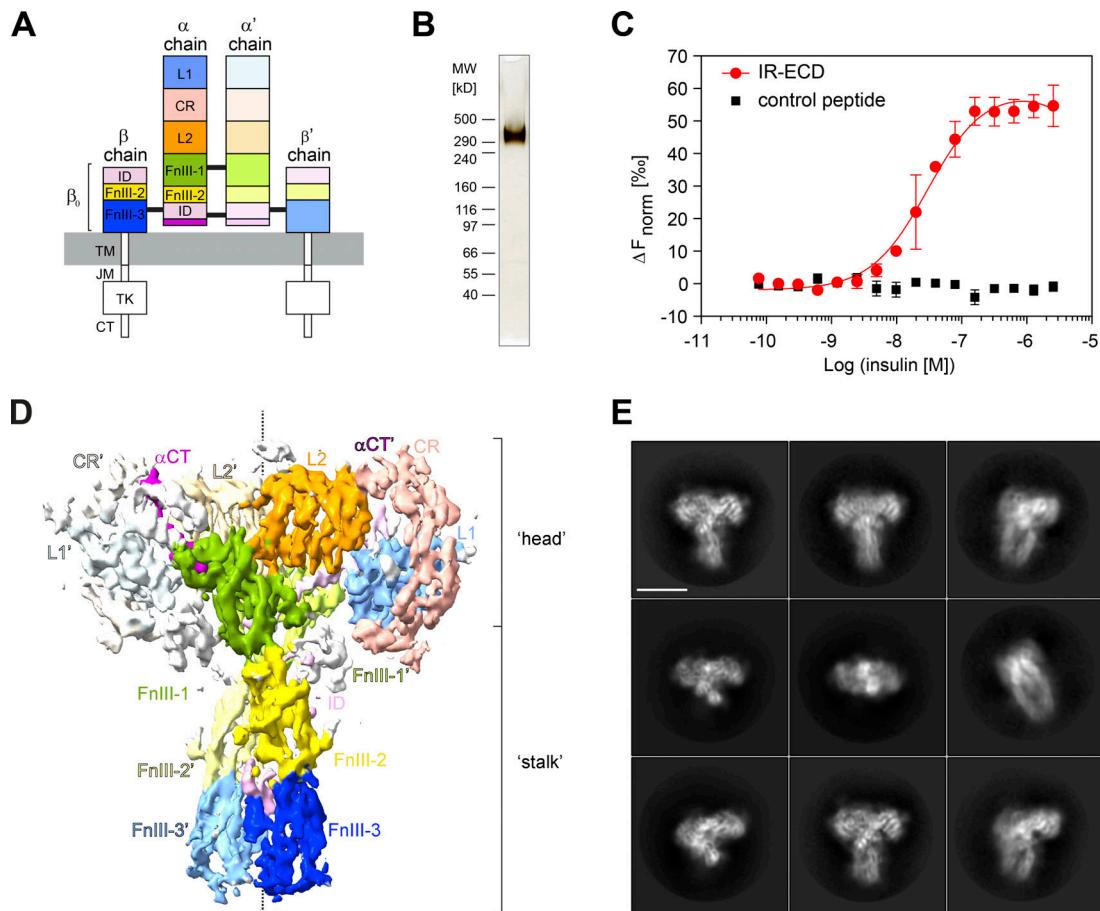 A
α
chain
α'
chain
L1
CR
L2
FnIII-1
FnIII-2
ID
β
chain
β'
chain
β0
ID
FnIII-2
FnIII-3
TM
JM
TK
CT
B
MW
[kD]
500
290
240
160
116
97
66
55
40
C
70
60
50
40
30
20
10
0
-10
Δ F norm [‰]
IR-ECD
control peptide
-11 -10 -9 -8 -7 -6 -5
Log (insulin [M])
D
CR'
αCT
L2'
L2
αCT'
CR
L1'
L1
'head'
FnIII-1
FnIII-1'
ID
FnIII-2'
FnIII-2
'stalk'
FnIII-3'
FnIII-3
E